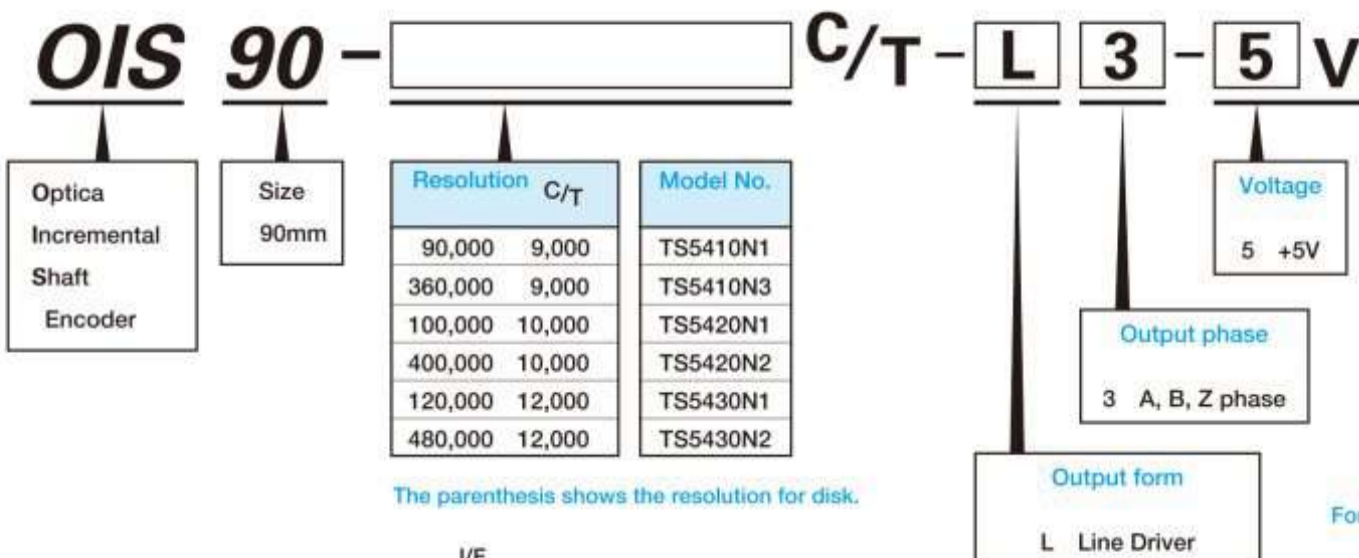 OIS 90 - C/T - L 3 - 5 V
Optica
Incremental
Shaft
Encoder
Size
90mm
Resolution C/T Model No.
90,000 9,000 TS5410N1
360,000 9,000 TS5410N3
100,000 10,000 TS5420N1
400,000 10,000 TS5420N2
120,000 12,000 TS5430N1
480,000 12,000 TS5430N2
The parenthesis shows the resolution for disk.
Voltage
5 +5V
Output phase
3 A, B, Z phase
Output form
L Line Driver